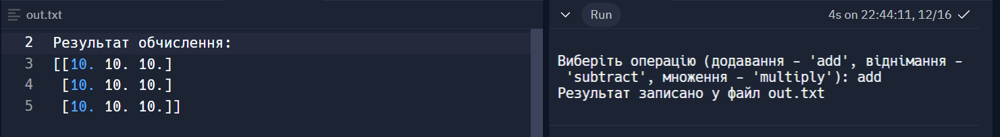 out.txt
2 Результат обчислення:
3 [[10. 10. 10.]
4 [10. 10. 10.]
5 [10. 10. 10.]]
Run
4s on 22:44:11, 12/16
Виберіть операцію (додавання - 'add', віднімання -
'subtract', множення - 'multiply'): add
Результат записано у файл out.txt